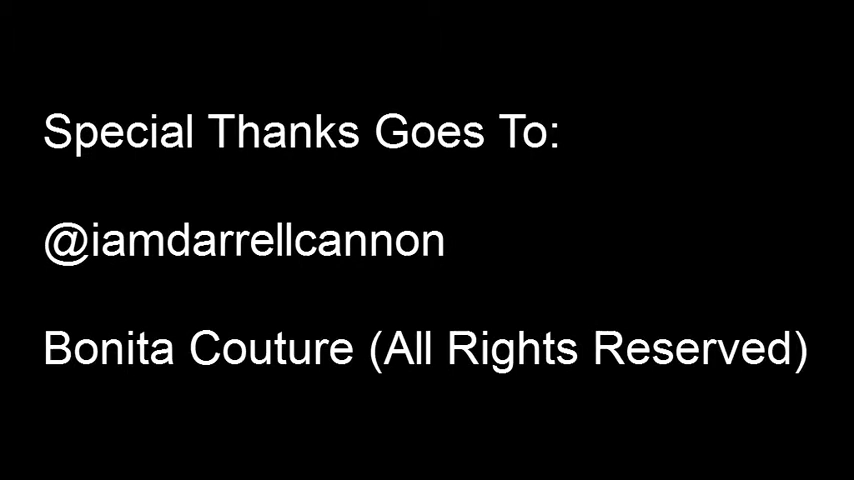 Special Thanks Goes To:
@iamdarrellcannon
Bonita Couture (All Rights Reserved)